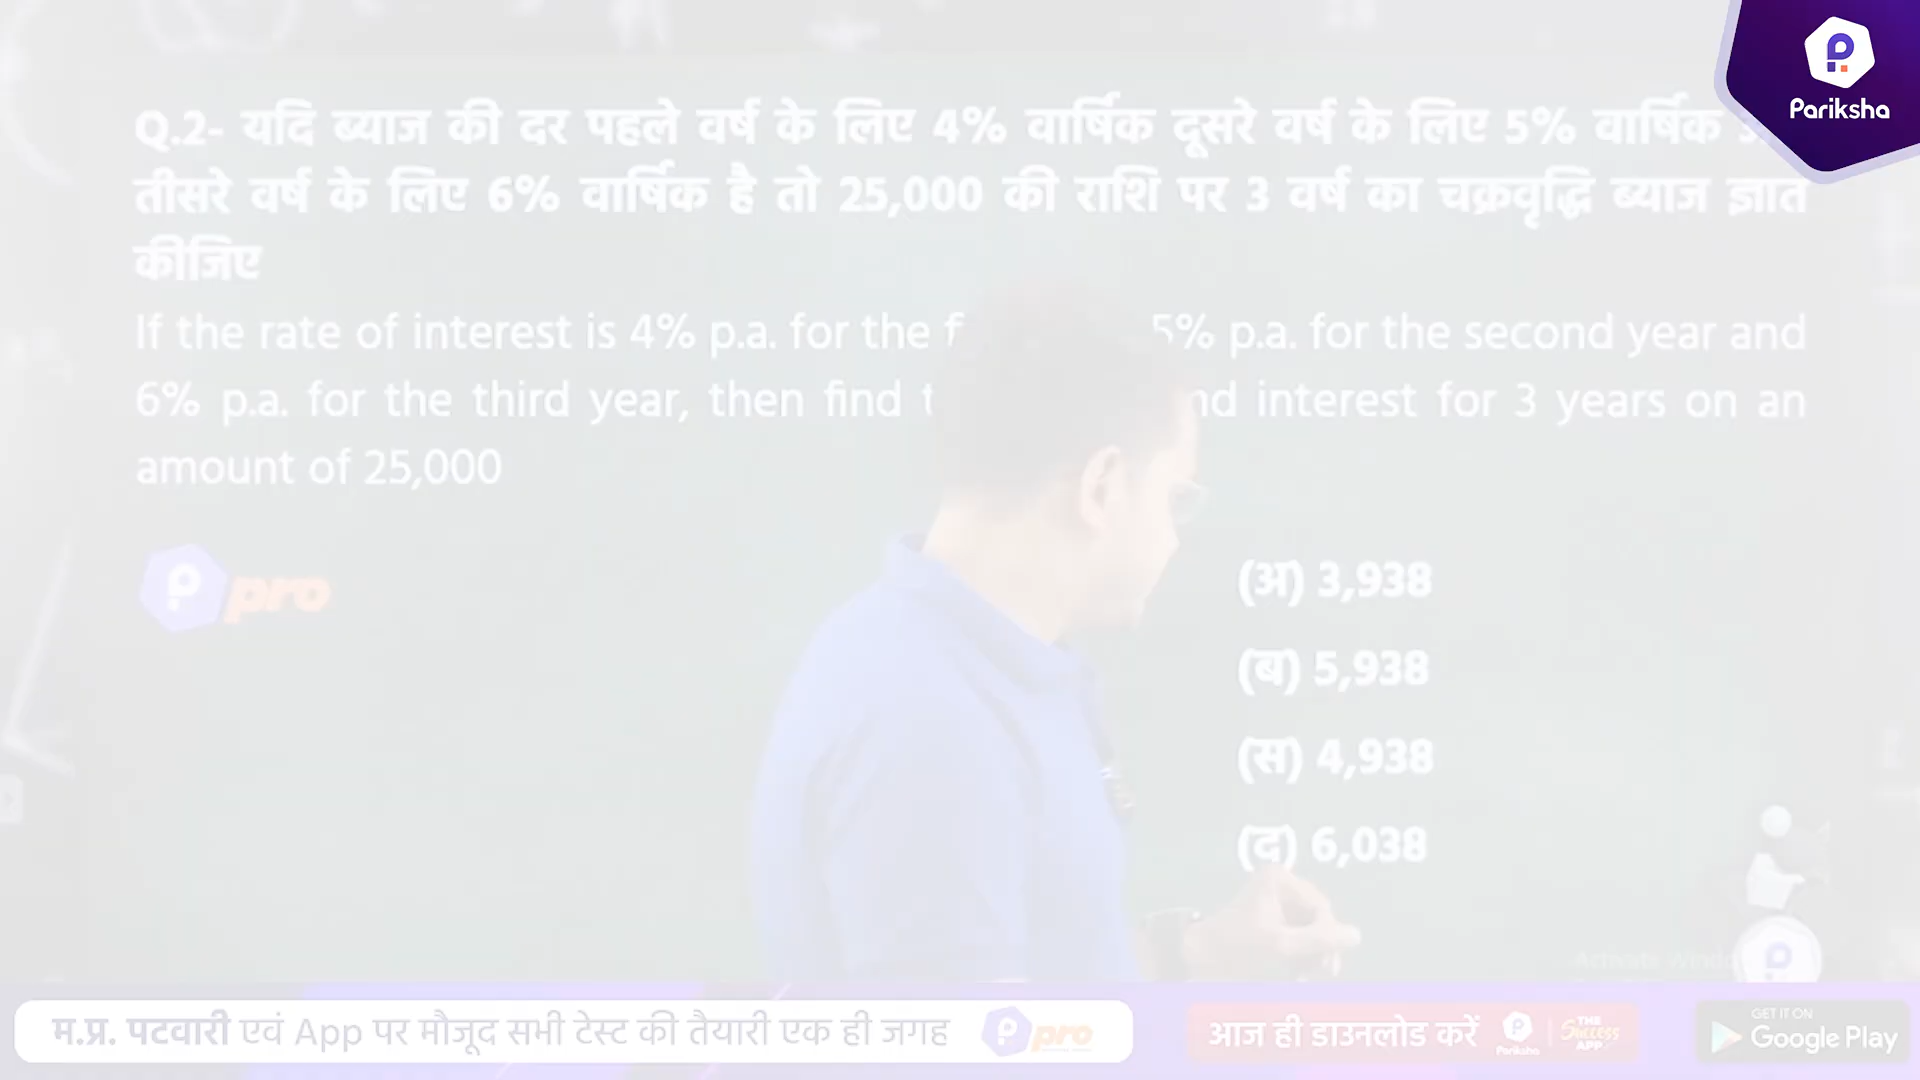 Pariksha
Q.2- यदि ब्याज की दर पहले वर्ष के लिए 4% वार्षिक दूसरे वर्ष के लिए 5% वार्षिक
तीसरे वर्ष के लिए 6% वार्षिक है तो 25,000 की राशि पर 3 वर्ष का चक्रवृद्धि ब्याज ज्ञात
कीजिए
If the rate of interest is 4% p.a. for the 5% p.a. for the second year and
6% p.a. for the third year, then find interest for 3 years on an
amount of 25,000
pro
(अ) 3,938
(ब) 5,938
(स) 4,938
(द) 6,038
म.प्र. पटवारी एवं App पर मौजूद सभी टेस्ट की तैयारी एक ही जगह
pro
आज ही डाउनलोड करें
Pariksha
THE
Success
APP
GET IT ON
Google Play